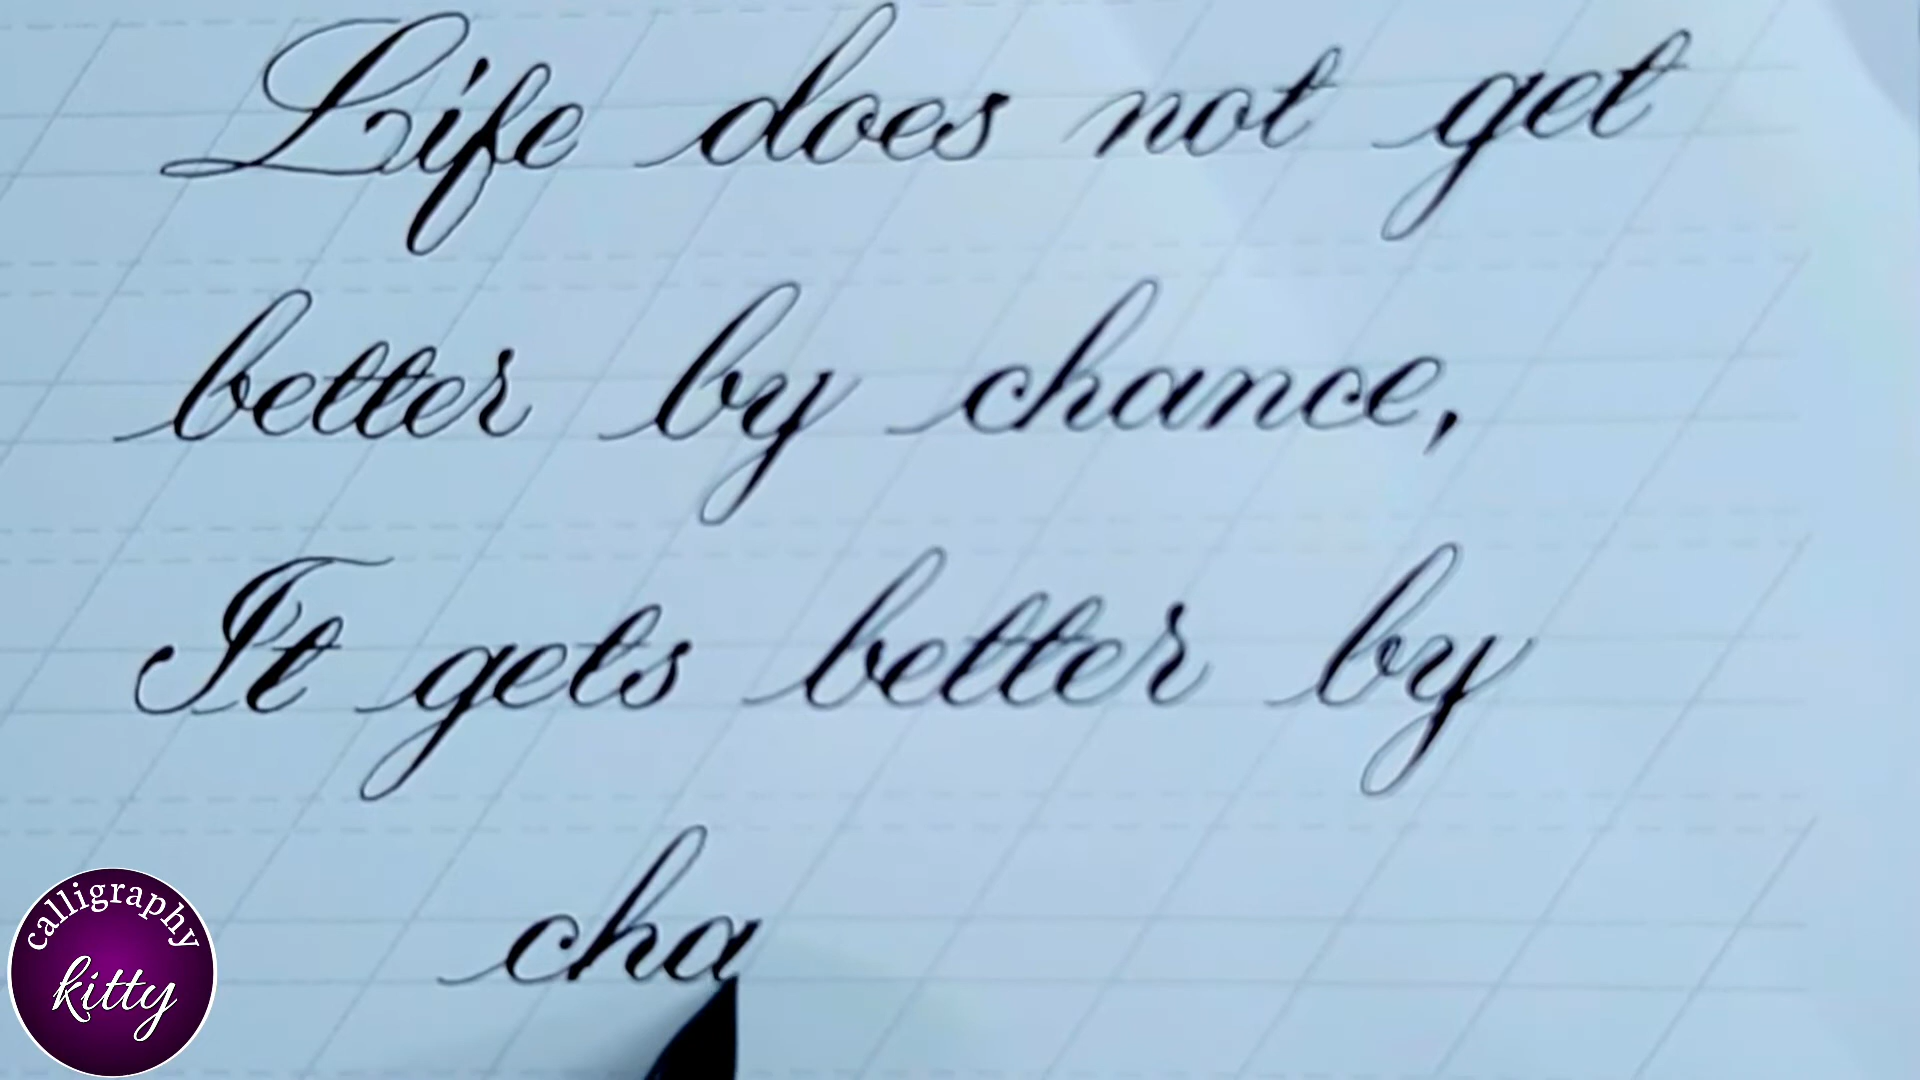 Life does not get
better by chance,
It gets better by
cha
calligraphy
kitty